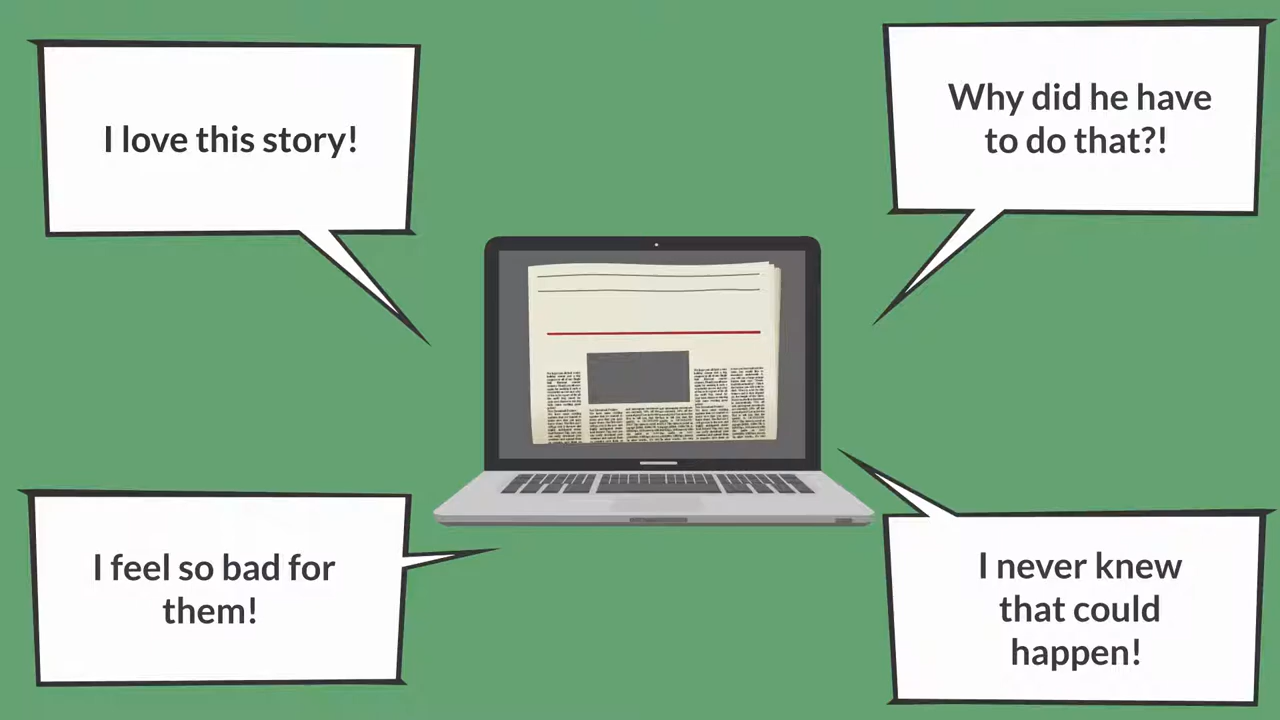 I love this story!
Why did he have
to do that?!
I feel so bad for
them!
I never knew
that could
happen!